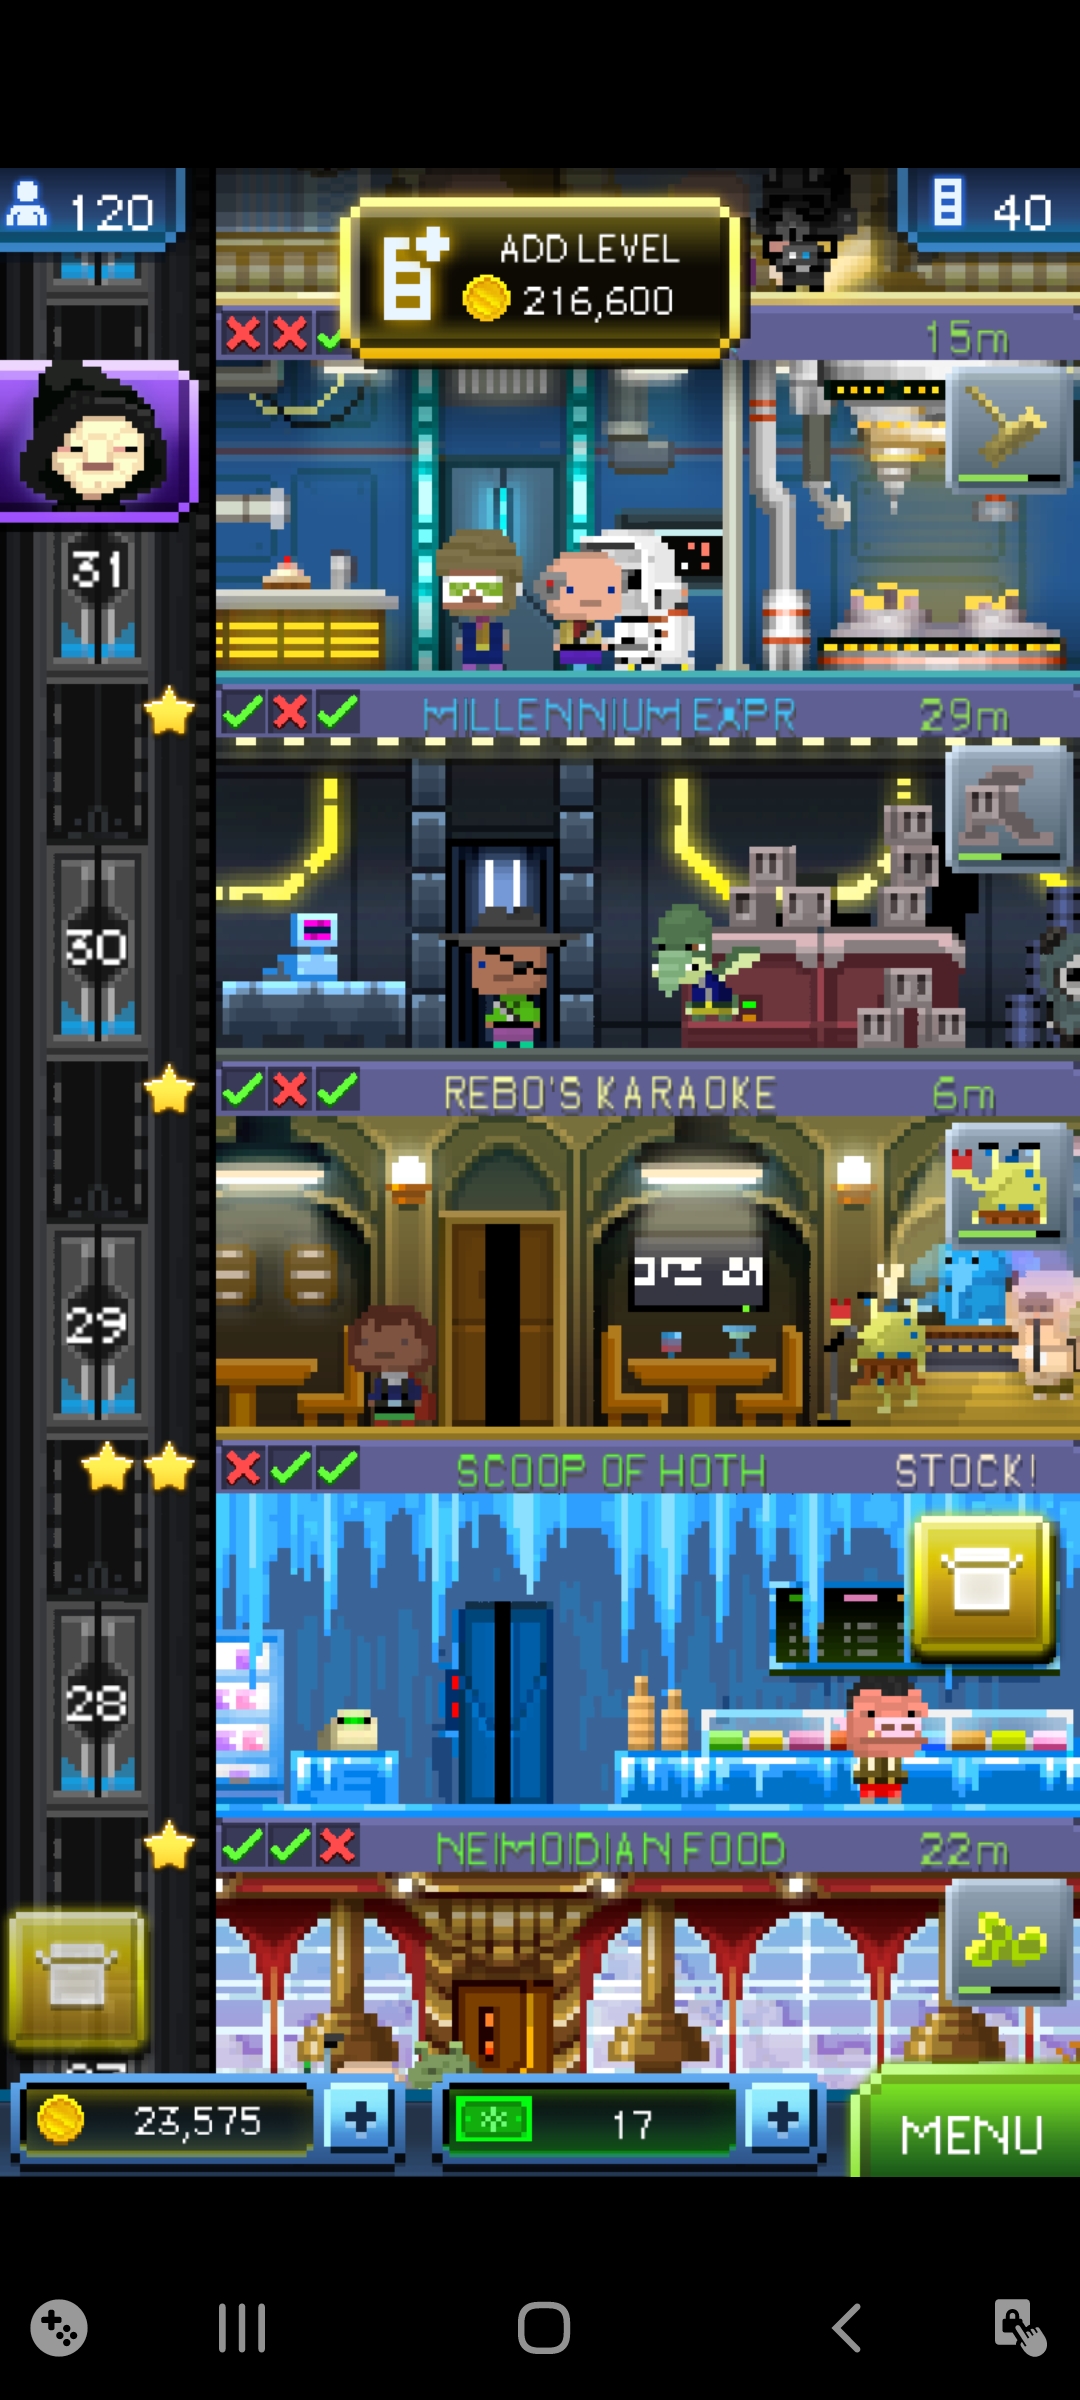 120
ADD LEVEL
216,600
40
15m
31
MILLENNIUM EXPR
29m
30
REBO'S KARAOKE
6m
29
SCOOP OF HOTH
STOCK!
28
NEIMOIDIAN FOOD
22m
23,575
17
MENU